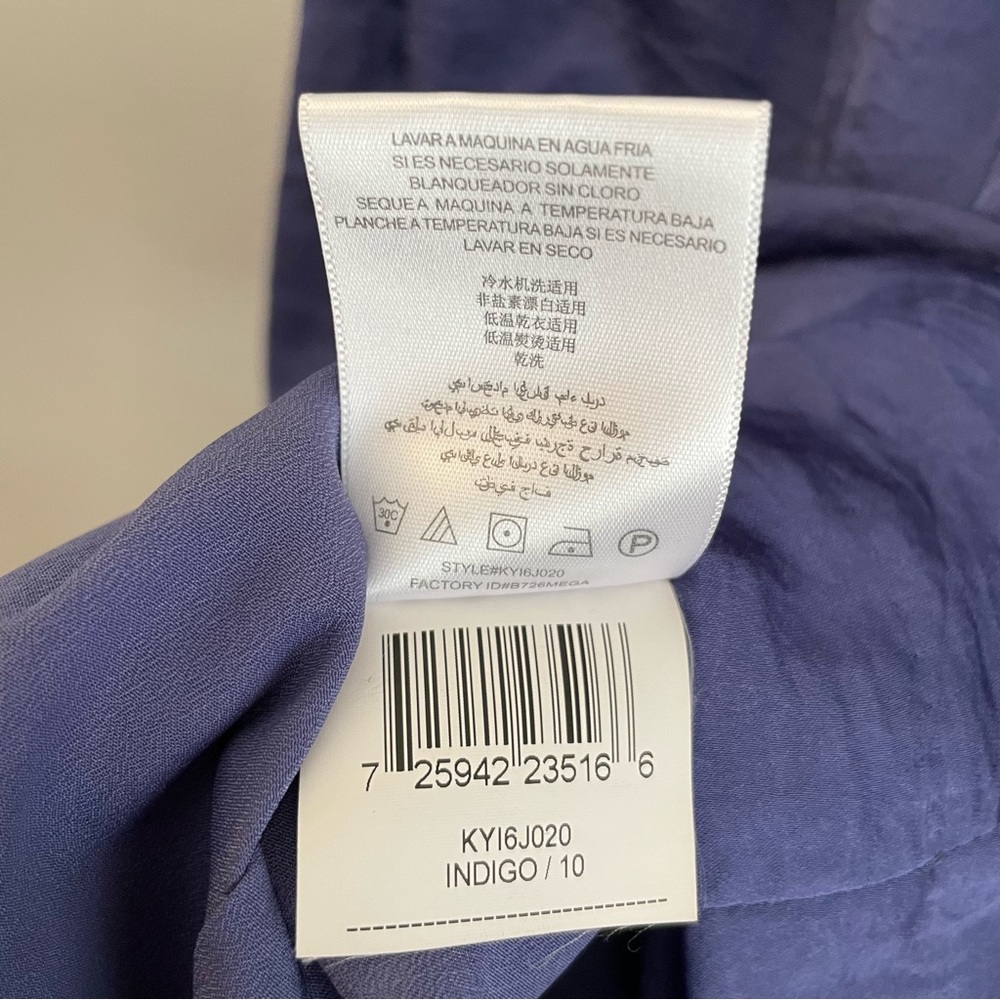 LAVAR A MAQUINA EN AGUA FRIA
SI ES NECESARIO SOLAMENTE
BLANQUEADOR SIN CLORO
SEQUE A MAQUINA A TEMPERATURA BAJA
PLANCHE A TEMPERATURA BAJA SI ES NECESARIO
LAVAR EN SECO
冷水机洗适用
非盐素漂白适用
低温乾衣适用
低温熨烫适用
乾洗
30C
P
STYLE#KYI6J020
FACTORY ID#B726MEGA
7 25942 23516 6
KYI6J020
INDIGO / 10